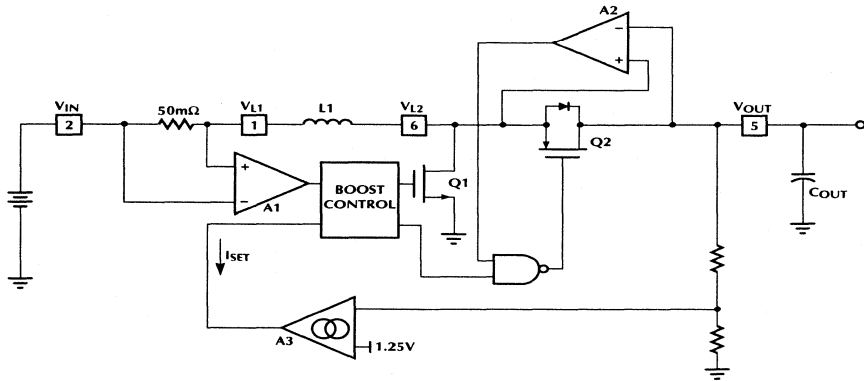 A2
−
+
VIN
2
50mΩ
VL1
1
L1
VL2
6
Q2
VOUT
5
COUT
+
−
A1
BOOST
CONTROL
Q1
ISET
A3
1.25V